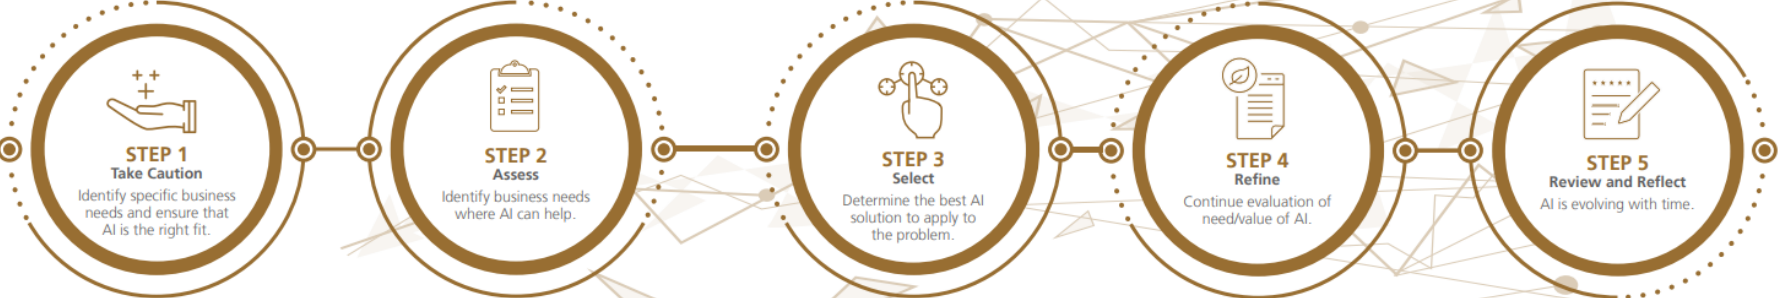 STEP 1
Take Caution
Identify specific business
needs and ensure that
AI is the right fit.
STEP 2
Assess
Identify business needs
where AI can help.
STEP 3
Select
Determine the best AI
solution to apply to
the problem.
STEP 4
Refine
Continue evaluation of
need/value of AI.
STEP 5
Review and Reflect
AI is evolving with time.